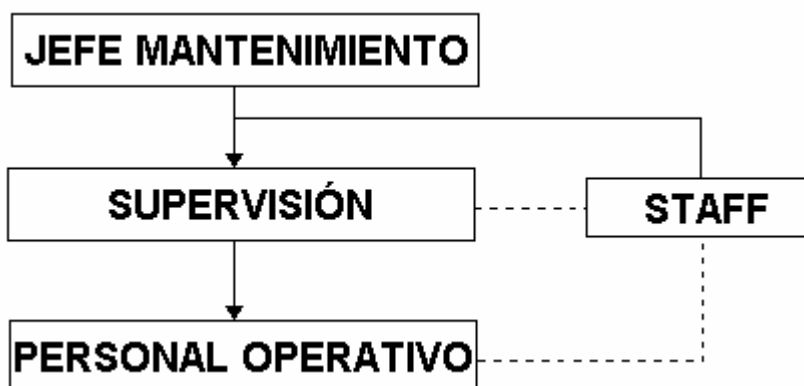 JEFE MANTENIMIENTO
SUPERVISIÓN
STAFF
PERSONAL OPERATIVO